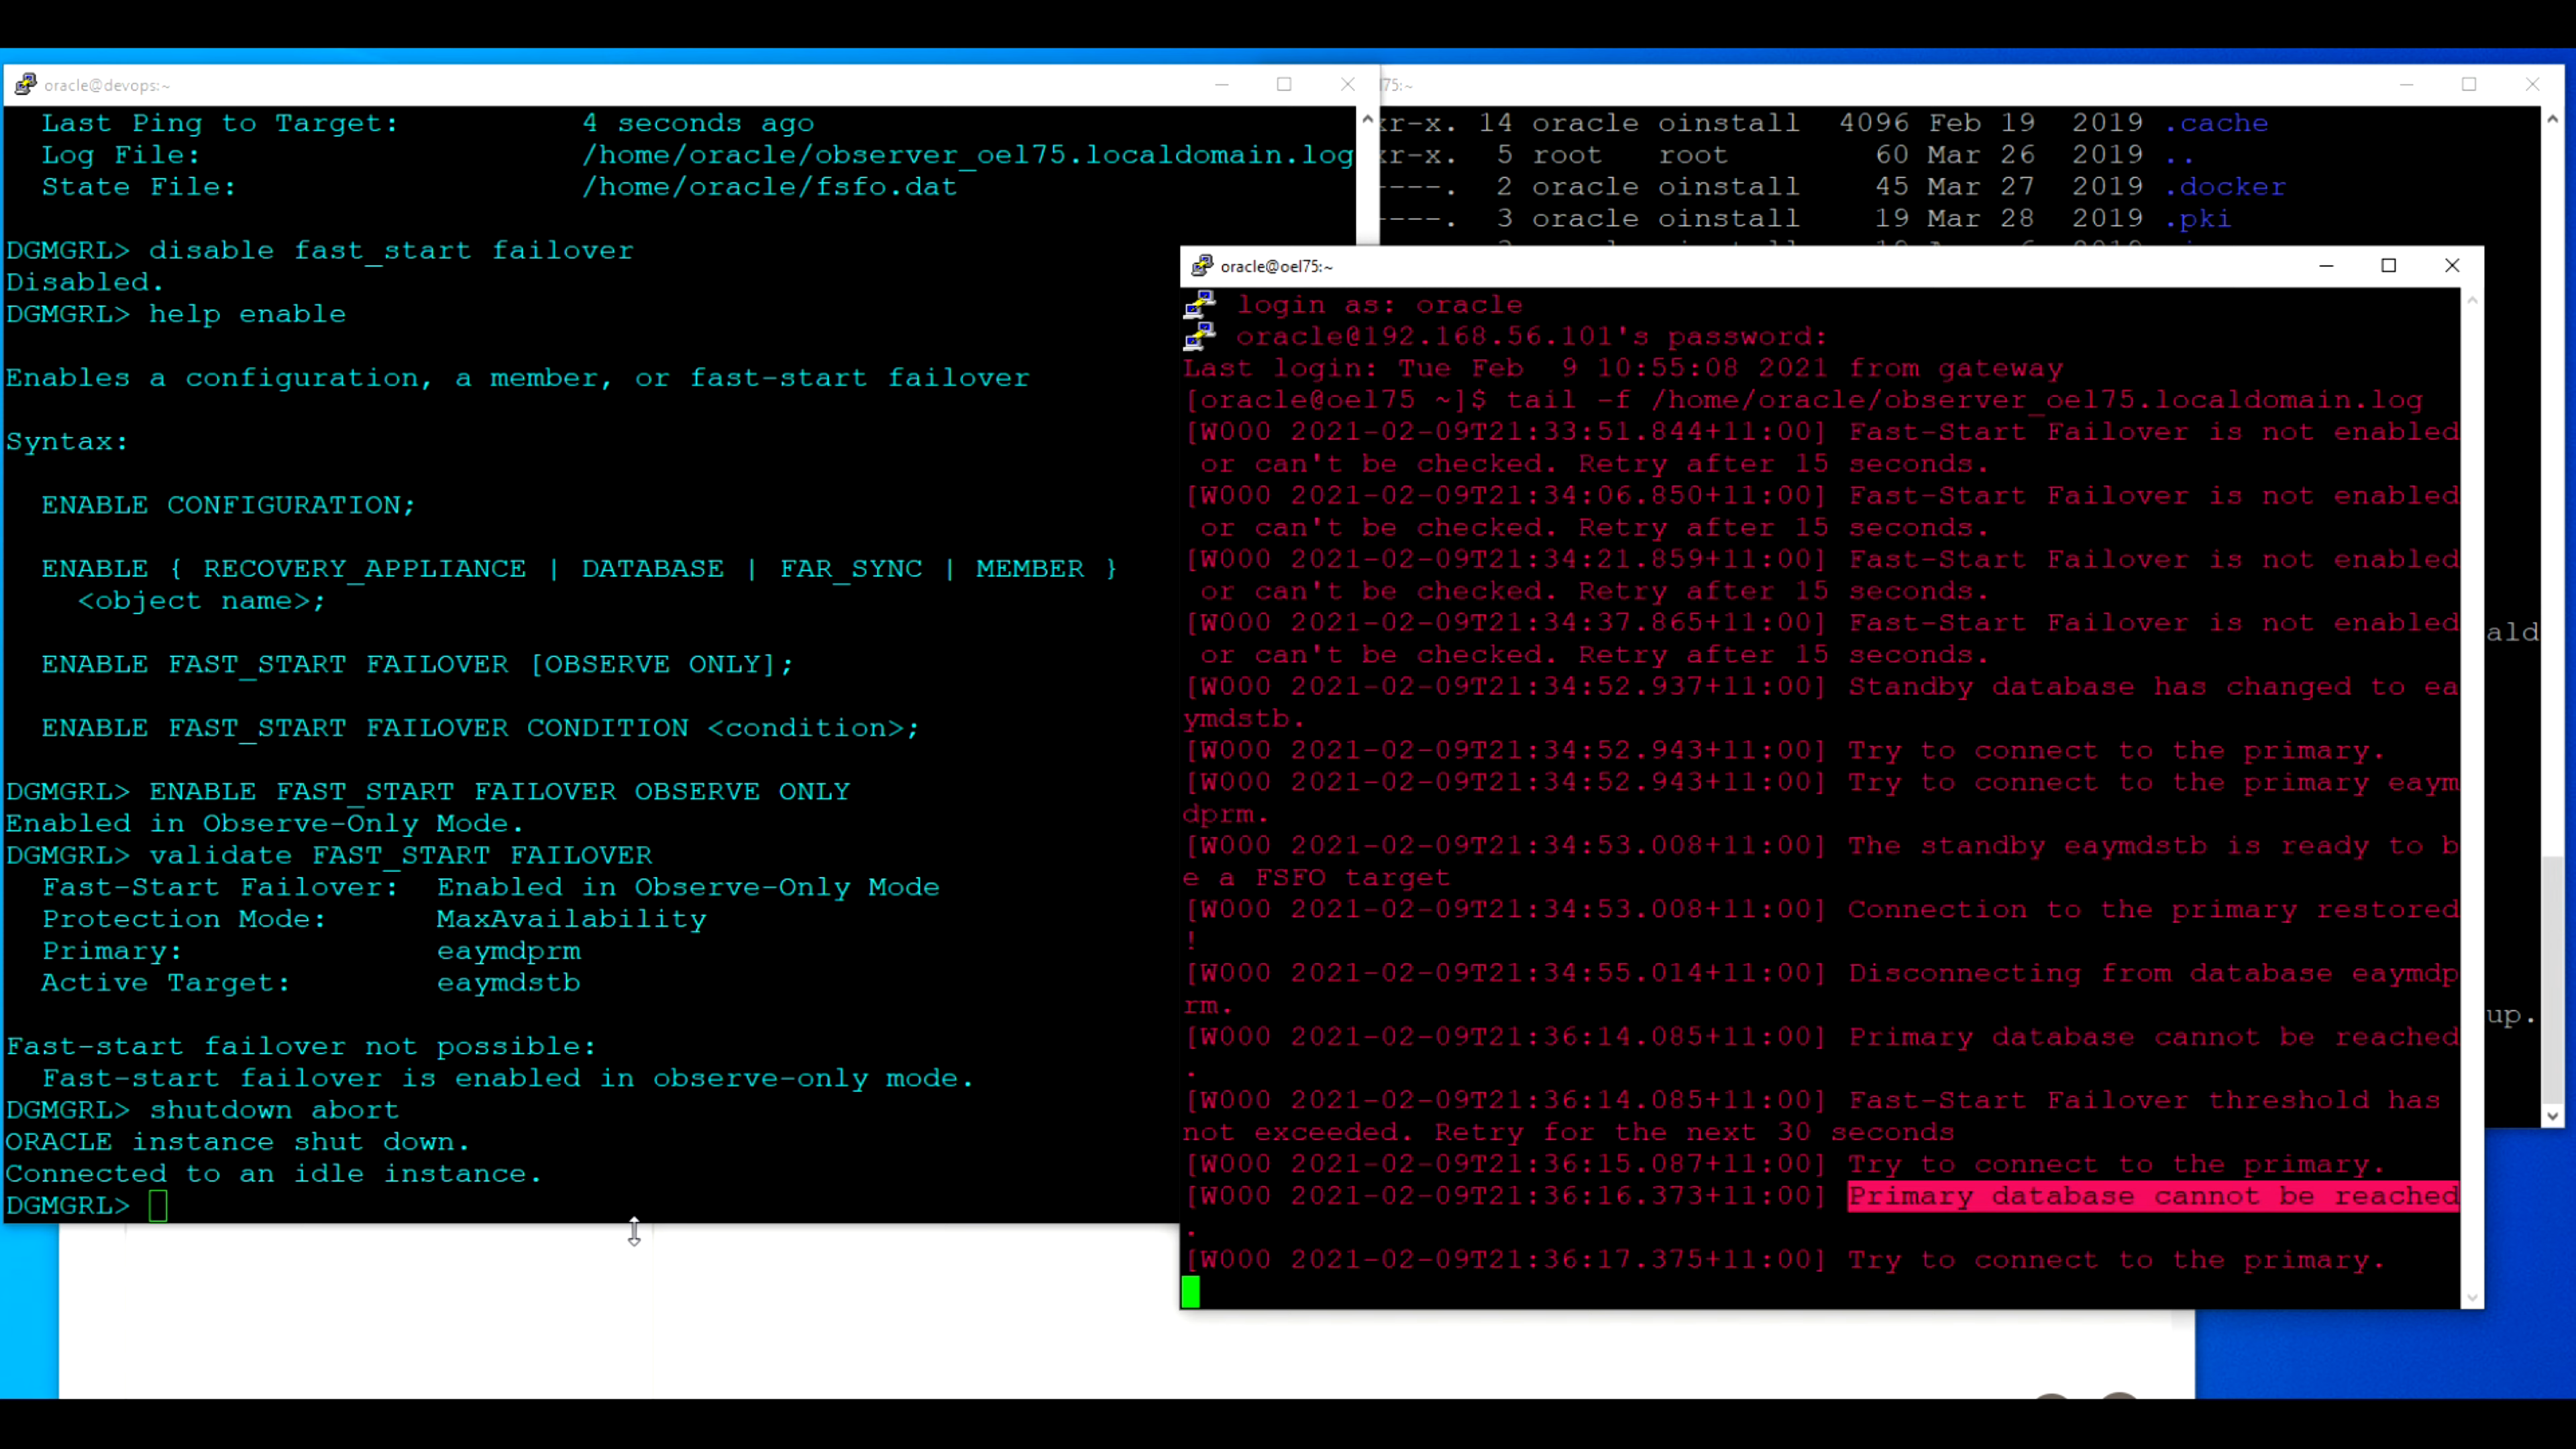 oracle@devops:~
Last Ping to Target: 4 seconds ago
Log File: /home/oracle/observer_oel75.localdomain.log
State File: /home/oracle/fsfo.dat
DGMGRL> disable fast_start failover
Disabled.
DGMGRL> help enable
Enables a configuration, a member, or fast-start failover
Syntax:
ENABLE CONFIGURATION;
ENABLE { RECOVERY_APPLIANCE | DATABASE | FAR_SYNC | MEMBER }
<object name>;
ENABLE FAST_START FAILOVER [OBSERVE ONLY];
ENABLE FAST_START FAILOVER CONDITION <condition>;
DGMGRL> ENABLE FAST_START FAILOVER OBSERVE ONLY
Enabled in Observe-Only Mode.
DGMGRL> validate FAST_START FAILOVER
Fast-Start Failover: Enabled in Observe-Only Mode
Protection Mode: MaxAvailability
Primary: eaymdprm
Active Target: eaymdstb
Fast-start failover not possible:
Fast-start failover is enabled in observe-only mode.
DGMGRL> shutdown abort
ORACLE instance shut down.
Connected to an idle instance.
DGMGRL>
l75:~
xr-x. 14 oracle oinstall 4096 Feb 19 2019 .cache
xr-x. 5 root root 60 Mar 26 2019 ..
----. 2 oracle oinstall 45 Mar 27 2019 .docker
----. 3 oracle oinstall 19 Mar 28 2019 .pki
ald
up.
oracle@oel75:~
login as: oracle
oracle@192.168.56.101's password:
Last login: Tue Feb  9 10:55:08 2021 from gateway
[oracle@oel75 ~]$ tail -f /home/oracle/observer_oel75.localdomain.log
[W000 2021-02-09T21:33:51.844+11:00] Fast-Start Failover is not enabled
or can't be checked. Retry after 15 seconds.
[W000 2021-02-09T21:34:06.850+11:00] Fast-Start Failover is not enabled
or can't be checked. Retry after 15 seconds.
[W000 2021-02-09T21:34:21.859+11:00] Fast-Start Failover is not enabled
or can't be checked. Retry after 15 seconds.
[W000 2021-02-09T21:34:37.865+11:00] Fast-Start Failover is not enabled
or can't be checked. Retry after 15 seconds.
[W000 2021-02-09T21:34:52.937+11:00] Standby database has changed to ea
ymdstb.
[W000 2021-02-09T21:34:52.943+11:00] Try to connect to the primary.
[W000 2021-02-09T21:34:52.943+11:00] Try to connect to the primary eaym
dprm.
[W000 2021-02-09T21:34:53.008+11:00] The standby eaymdstb is ready to b
e a FSFO target
[W000 2021-02-09T21:34:53.008+11:00] Connection to the primary restored
!
[W000 2021-02-09T21:34:55.014+11:00] Disconnecting from database eaymdp
rm.
[W000 2021-02-09T21:36:14.085+11:00] Primary database cannot be reached
.
[W000 2021-02-09T21:36:14.085+11:00] Fast-Start Failover threshold has
not exceeded. Retry for the next 30 seconds
[W000 2021-02-09T21:36:15.087+11:00] Try to connect to the primary.
[W000 2021-02-09T21:36:16.373+11:00] Primary database cannot be reached
.
[W000 2021-02-09T21:36:17.375+11:00] Try to connect to the primary.